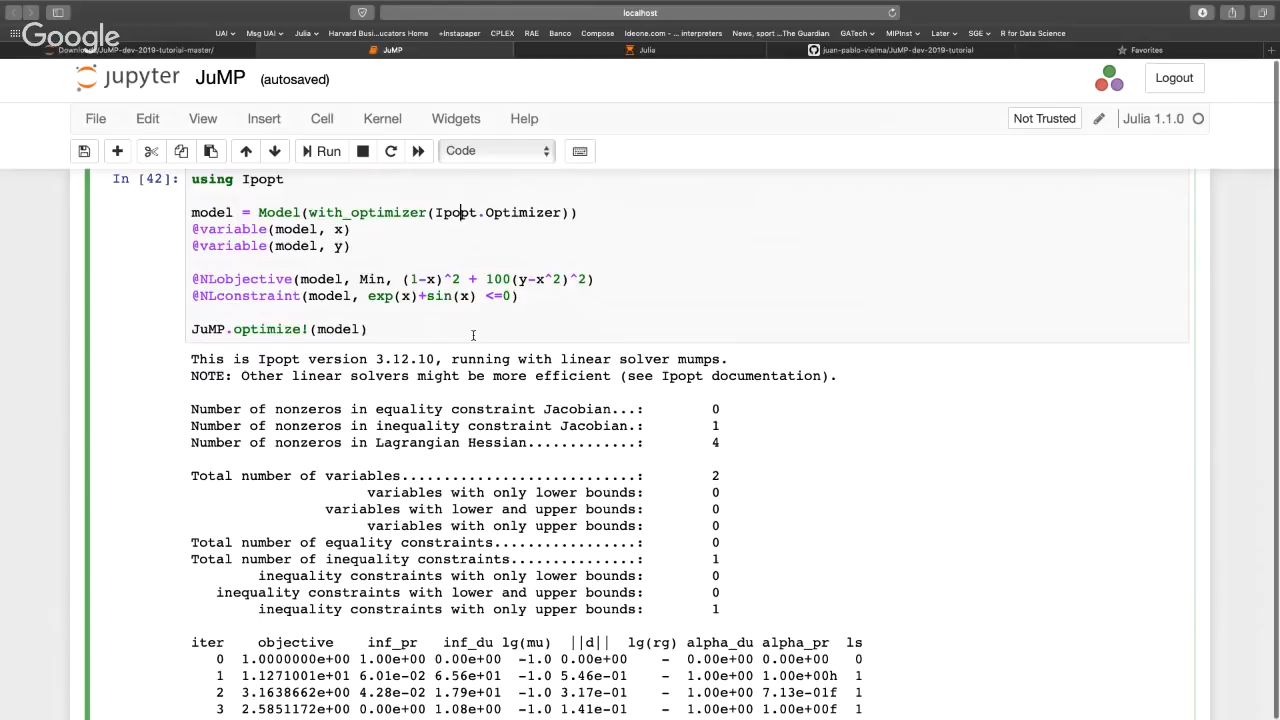 localhost
Google
UAI Msg UAI Julia Harvard Bus...ucators Home +Instapaper CPLEX RAE Banco Compose Ideone.com – ... interpreters News, sport ...The Guardian GATech MIPInst Later SGE R for Data Science
Downloads/JuMP-dev-2019-tutorial-master/ JuMP Julia juan-pablo-vielma/JuMP-dev-2019-tutorial Favorites
jupyter JuMP (autosaved) Logout
File Edit View Insert Cell Kernel Widgets Help Not Trusted Julia 1.1.0
Run Code
In [42]: using Ipopt
model = Model(with_optimizer(Ipopt.Optimizer))
@variable(model, x)
@variable(model, y)
@NLobjective(model, Min, (1-x)^2 + 100(y-x^2)^2)
@NLconstraint(model, exp(x)+sin(x) <=0)
JuMP.optimize!(model)
This is Ipopt version 3.12.10, running with linear solver mumps.
NOTE: Other linear solvers might be more efficient (see Ipopt documentation).
Number of nonzeros in equality constraint Jacobian...: 0
Number of nonzeros in inequality constraint Jacobian.: 1
Number of nonzeros in Lagrangian Hessian.............: 4
Total number of variables............................: 2
variables with only lower bounds: 0
variables with lower and upper bounds: 0
variables with only upper bounds: 0
Total number of equality constraints.................: 0
Total number of inequality constraints...............: 1
inequality constraints with only lower bounds: 0
inequality constraints with lower and upper bounds: 0
inequality constraints with only upper bounds: 1
iter objective inf_pr inf_du lg(mu) ||d|| lg(rg) alpha_du alpha_pr ls
0 1.0000000e+00 1.00e+00 0.00e+00 -1.0 0.00e+00 - 0.00e+00 0.00e+00 0
1 1.1271001e+01 6.01e-02 6.56e+01 -1.0 5.46e-01 - 1.00e+00 1.00e+00h 1
2 3.1638662e+00 4.28e-02 1.79e+01 -1.0 3.17e-01 - 1.00e+00 7.13e-01f 1
3 2.5851172e+00 0.00e+00 1.08e+00 -1.0 1.41e-01 - 1.00e+00 1.00e+00f 1